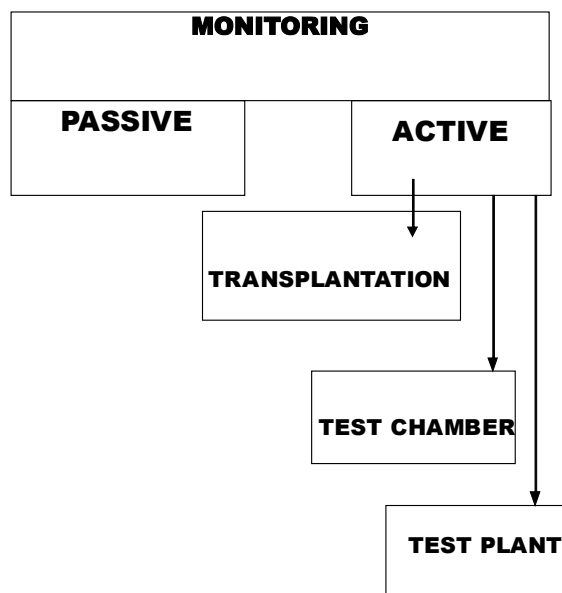 MONITORING
PASSIVE
ACTIVE
TRANSPLANTATION
TEST CHAMBER
TEST PLANT